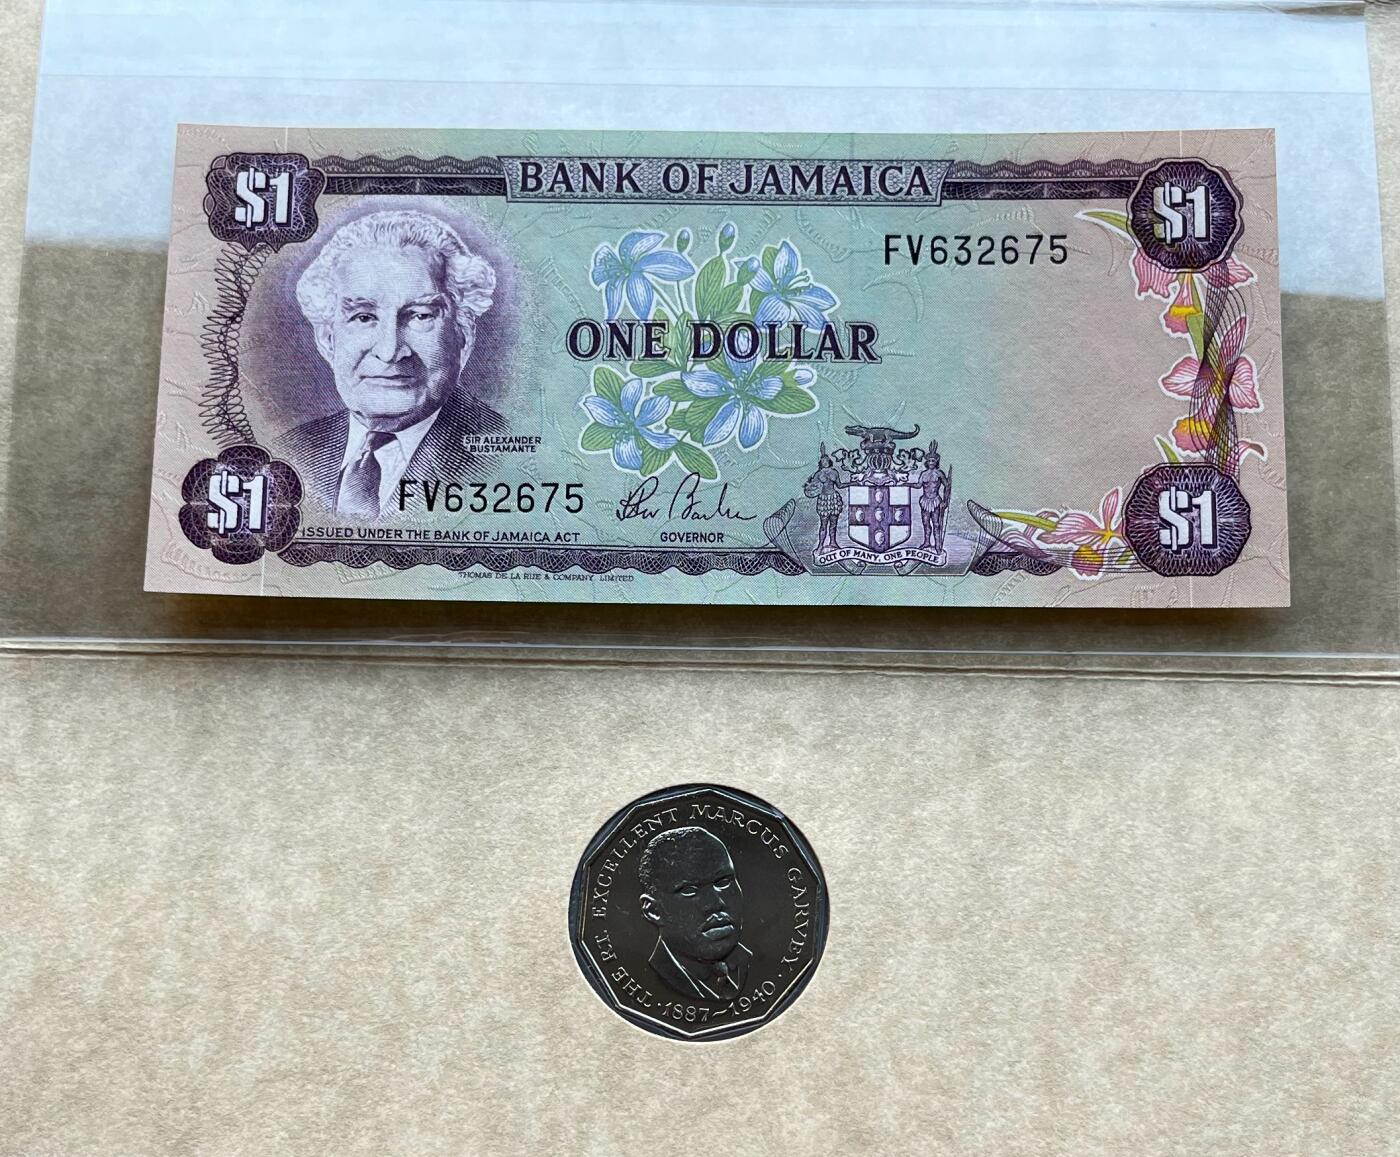 BANK OF JAMAICA
$1
$1
FV632675
ONE DOLLAR
SIR ALEXANDER
BUSTAMANTE
FV632675
$1
$1
ISSUED UNDER THE BANK OF JAMAICA ACT
GOVERNOR
OUT OF MANY, ONE PEOPLE
THOMAS DE LA RUE & COMPANY, LIMITED
THE RT. EXCELLENT MARCUS GARVEY · 1887~1940 ·